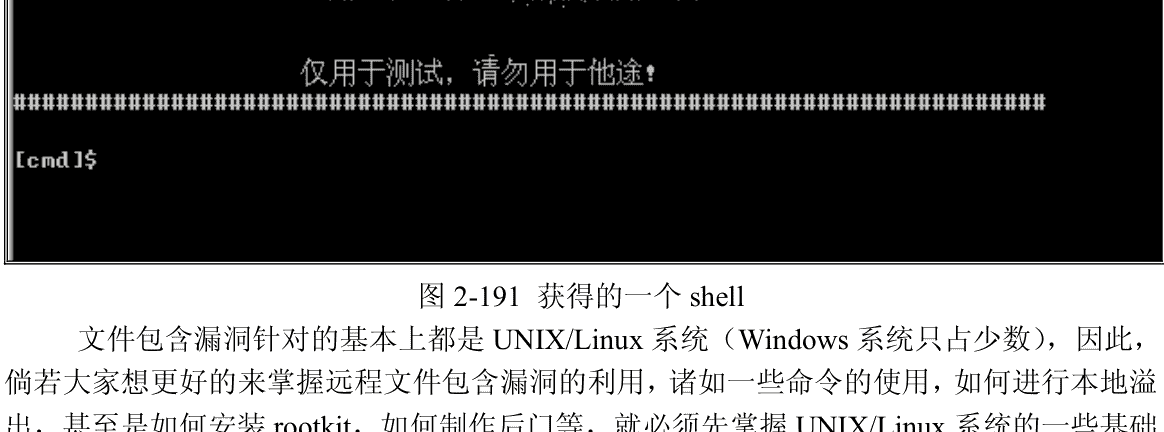 仅用于测试，请勿用于他途!
########################################################################
[cmd]$
图 2-191 获得的一个 shell
文件包含漏洞针对的基本上都是 UNIX/Linux 系统（Windows 系统只占少数），因此，
倘若大家想更好的来掌握远程文件包含漏洞的利用，诸如一些命令的使用，如何进行本地溢
出，甚至是如何安装 rootkit，如何制作后门等，就必须先掌握 UNIX/Linux 系统的一些基础